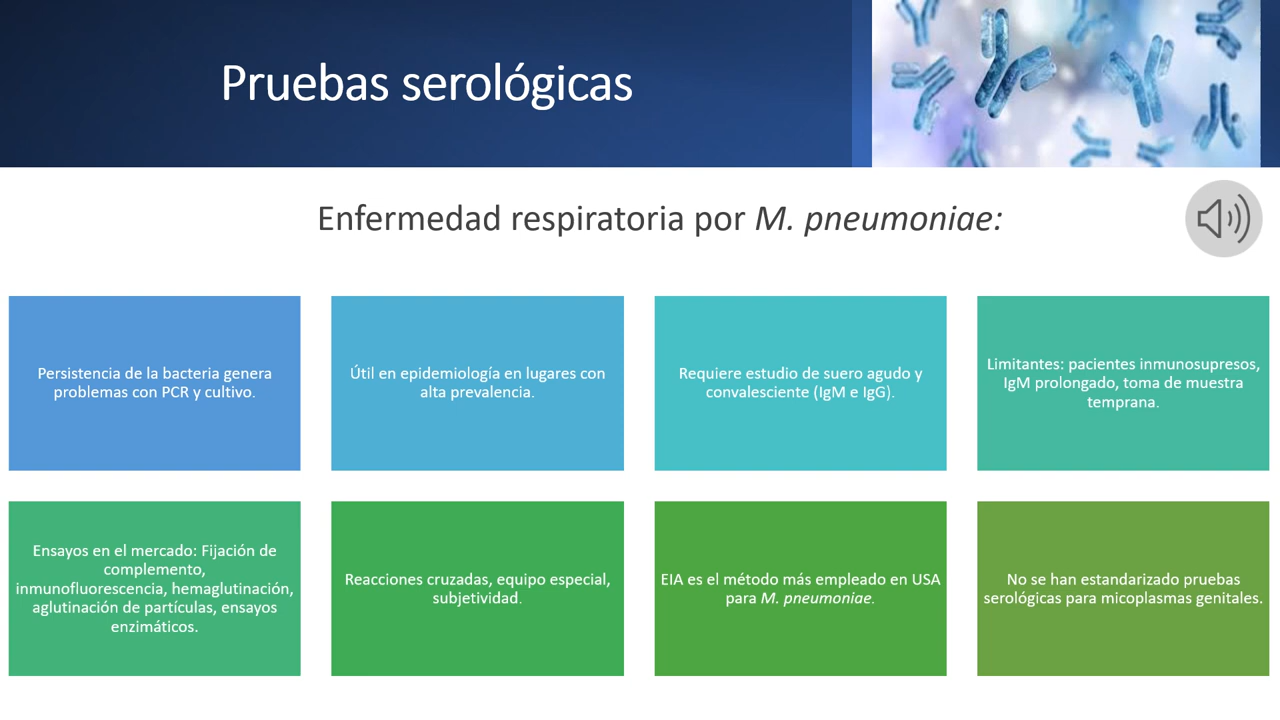 Pruebas serológicas
Enfermedad respiratoria por M. pneumoniae:
Persistencia de la bacteria genera
problemas con PCR y cultivo.
Útil en epidemiología en lugares con
alta prevalencia.
Requiere estudio de suero agudo y
convalesciente (IgM e IgG).
Limitantes: pacientes inmunosupresos,
IgM prolongado, toma de muestra
temprana.
Ensayos en el mercado: Fijación de
complemento,
inmunofluorescencia, hemaglutinación,
aglutinación de partículas, ensayos
enzimáticos.
Reacciones cruzadas, equipo especial,
subjetividad.
EIA es el método más empleado en USA
para M. pneumoniae.
No se han estandarizado pruebas
serológicas para micoplasmas genitales.